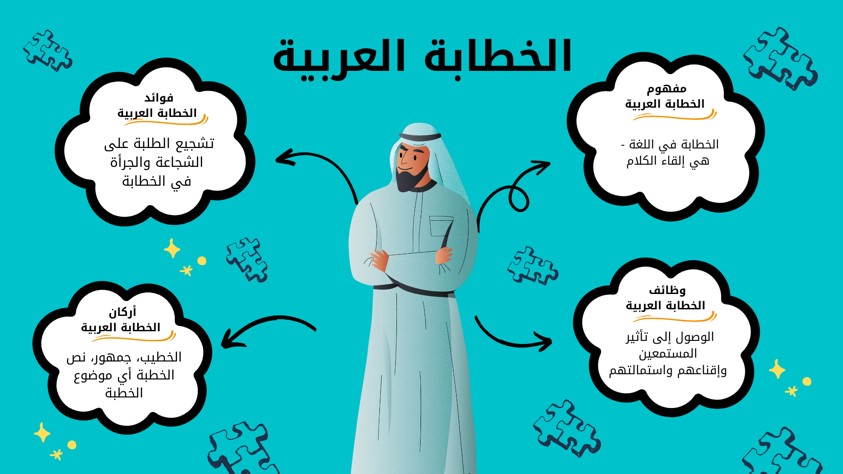 الخطابة العربية
مفهوم
الخطابة العربية
الخطابة في اللغة -
هي إلقاء الكلام
فوائد
الخطابة العربية
تشجيع الطلبة على
الشجاعة والجرأة
في الخطابة
وظائف
الخطابة العربية
الوصول إلى تأثير
المستمعين
وإقناعهم واستمالتهم
أركان
الخطابة العربية
الخطيب، جمهور، نص
الخطبة أي موضوع
الخطبة